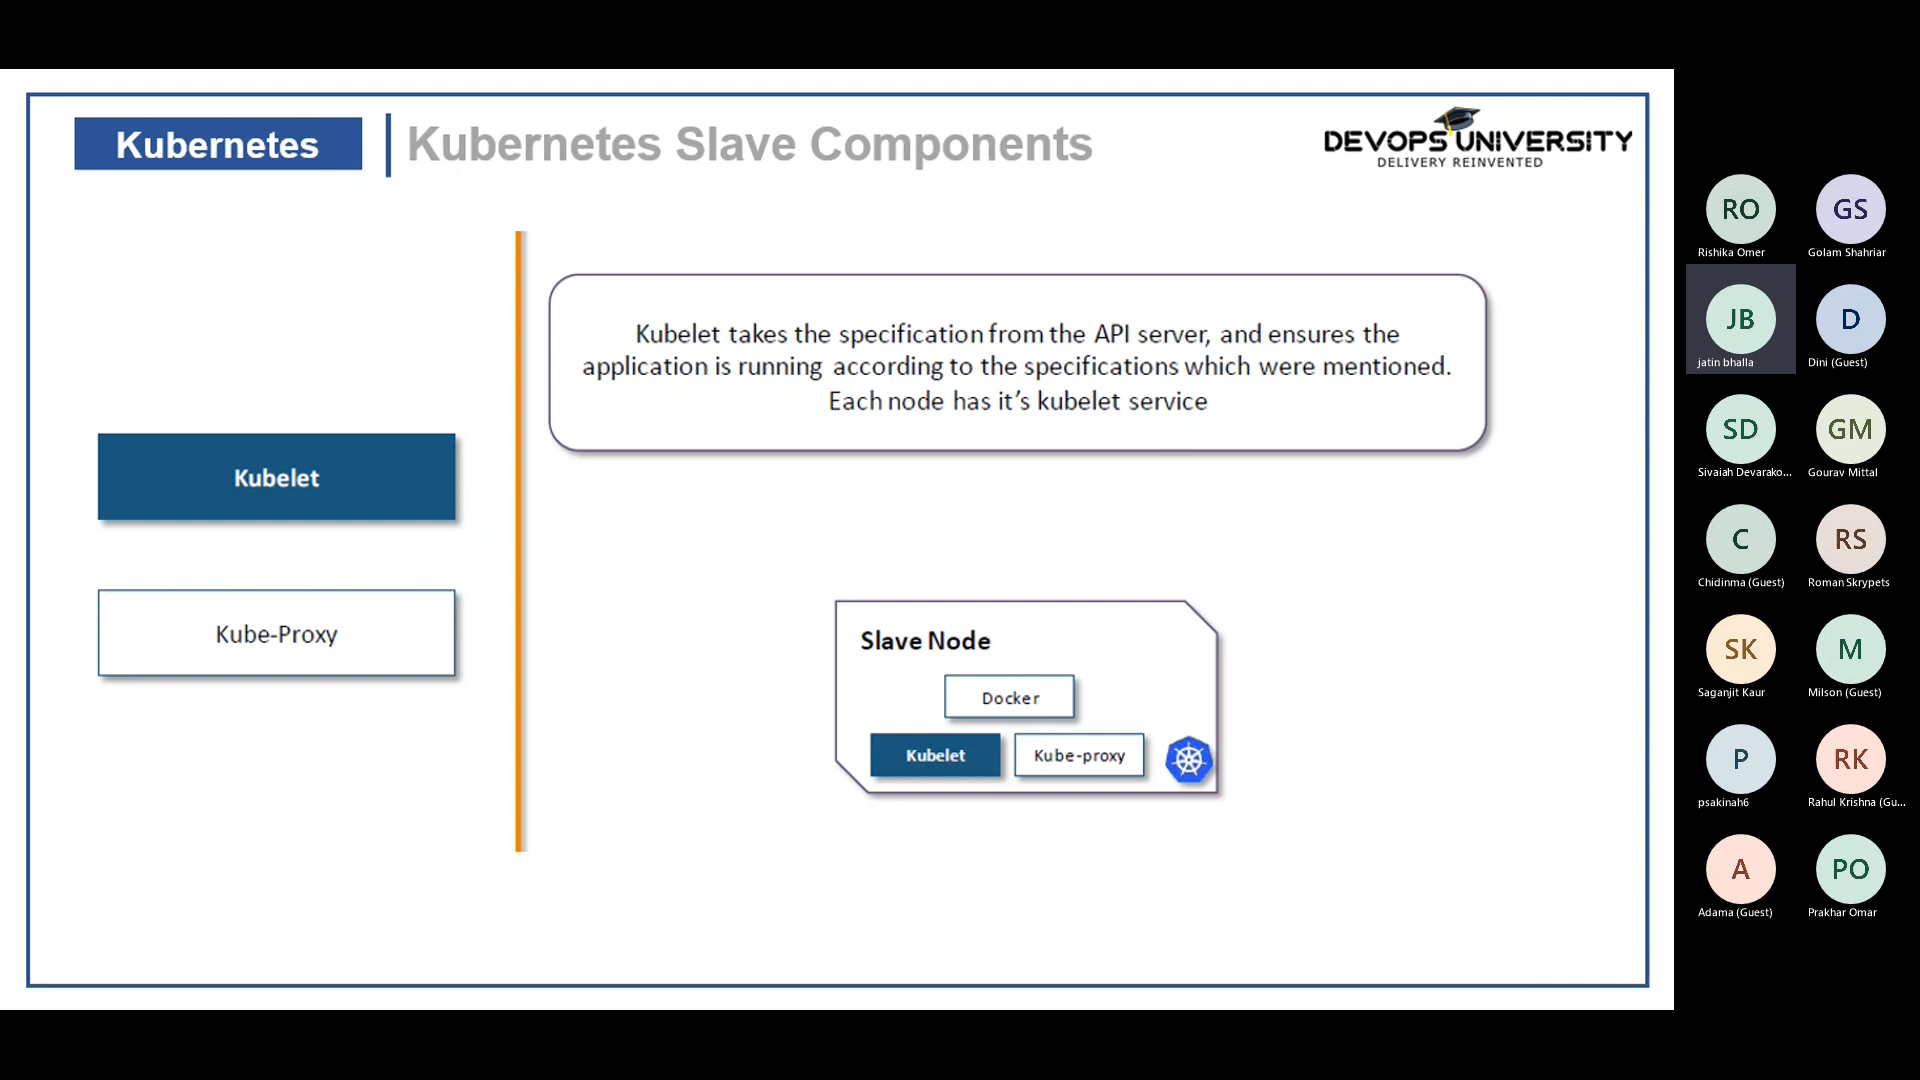 Kubernetes
Kubernetes Slave Components
DEVOPS UNIVERSITY
DELIVERY REINVENTED
Kubelet
Kube-Proxy
Kubelet takes the specification from the API server, and ensures the
application is running according to the specifications which were mentioned.
Each node has it's kubelet service
Slave Node
Docker
Kubelet
Kube-proxy
RO
Rishika Omer
GS
Golam Shahriar
JB
jatin bhalla
D
Dini (Guest)
SD
Sivaiah Devarako...
GM
Gourav Mittal
C
Chidinma (Guest)
RS
Roman Skrypets
SK
Saganjit Kaur
M
Milson (Guest)
P
psakinah6
RK
Rahul Krishna (Gu...
A
Adama (Guest)
PO
Prakhar Omar